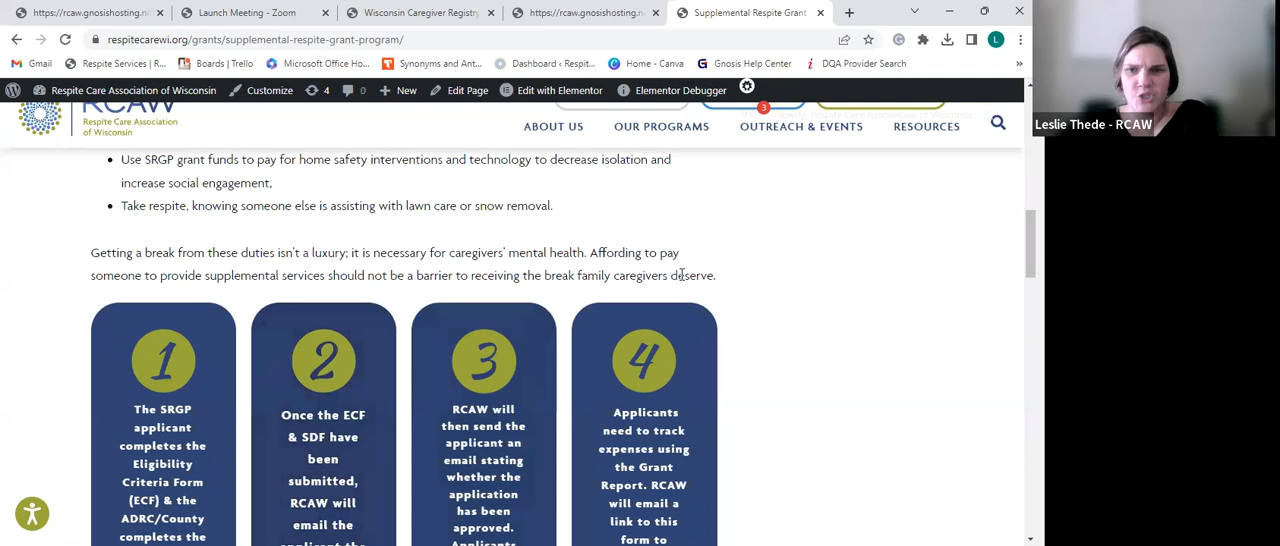 https://rcaw.gnosishosting.ne
Launch Meeting - Zoom
Wisconsin Caregiver Registry
https://rcaw.gnosishosting.ne
Supplemental Respite Grant
respitecarewi.org/grants/supplemental-respite-grant-program/
L
Gmail
Respite Services | R...
Boards | Trello
Microsoft Office Ho...
Synonyms and Ant...
Dashboard ‹ Respit...
Home - Canva
Gnosis Help Center
DQA Provider Search
»
Respite Care Association of Wisconsin
Customize
4
0
New
Edit Page
Edit with Elementor
Elementor Debugger
3
RCAW
Respite Care Association
of Wisconsin
ABOUT US
OUR PROGRAMS
OUTREACH & EVENTS
RESOURCES
Leslie Thede - RCAW
• Use SRGP grant funds to pay for home safety interventions and technology to decrease isolation and
increase social engagement,
• Take respite, knowing someone else is assisting with lawn care or snow removal.
Getting a break from these duties isn't a luxury; it is necessary for caregivers' mental health. Affording to pay
someone to provide supplemental services should not be a barrier to receiving the break family caregivers deserve.
1
The SRGP
applicant
completes the
Eligibility
Criteria Form
(ECF) & the
ADRC/County
completes the
2
Once the ECF
& SDF have
been
submitted,
RCAW will
email the
applicant the
3
RCAW will
then send the
applicant an
email stating
whether the
application
has been
approved.
Applicants
4
Applicants
need to track
expenses using
the Grant
Report. RCAW
will email a
link to this
form to